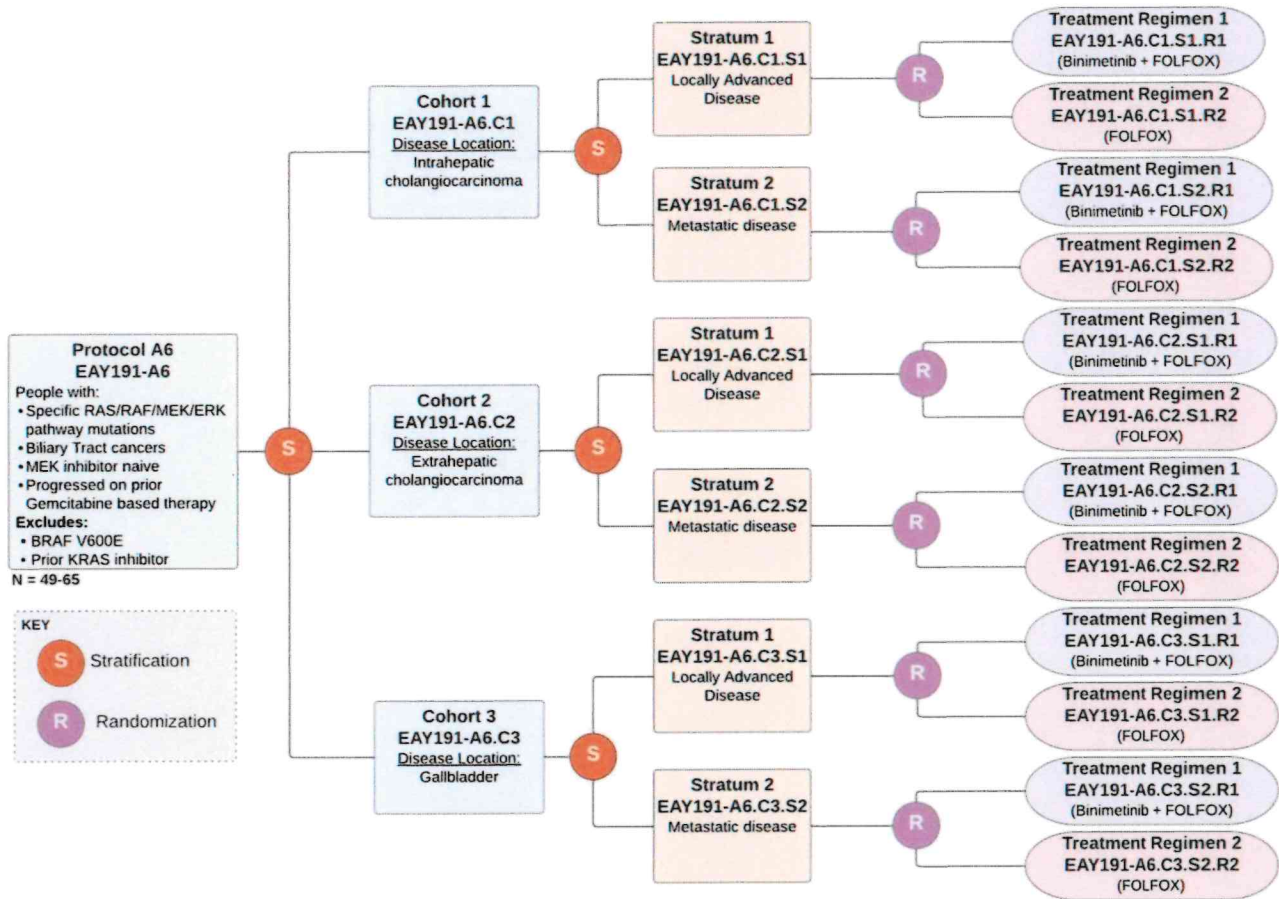 Protocol A6
EAY191-A6
People with:
• Specific RAS/RAF/MEK/ERK
pathway mutations
• Biliary Tract cancers
• MEK inhibitor naive
• Progressed on prior
Gemcitabine based therapy
Excludes:
• BRAF V600E
• Prior KRAS inhibitor
N = 49-65
KEY
S Stratification
R Randomization
S
Cohort 1
EAY191-A6.C1
Disease Location:
Intrahepatic
cholangiocarcinoma
S
Stratum 1
EAY191-A6.C1.S1
Locally Advanced
Disease
R
Treatment Regimen 1
EAY191-A6.C1.S1.R1
(Binimetinib + FOLFOX)
Treatment Regimen 2
EAY191-A6.C1.S1.R2
(FOLFOX)
Stratum 2
EAY191-A6.C1.S2
Metastatic disease
R
Treatment Regimen 1
EAY191-A6.C1.S2.R1
(Binimetinib + FOLFOX)
Treatment Regimen 2
EAY191-A6.C1.S2.R2
(FOLFOX)
Cohort 2
EAY191-A6.C2
Disease Location:
Extrahepatic
cholangiocarcinoma
S
Stratum 1
EAY191-A6.C2.S1
Locally Advanced
Disease
R
Treatment Regimen 1
EAY191-A6.C2.S1.R1
(Binimetinib + FOLFOX)
Treatment Regimen 2
EAY191-A6.C2.S1.R2
(FOLFOX)
Stratum 2
EAY191-A6.C2.S2
Metastatic disease
R
Treatment Regimen 1
EAY191-A6.C2.S2.R1
(Binimetinib + FOLFOX)
Treatment Regimen 2
EAY191-A6.C2.S2.R2
(FOLFOX)
Cohort 3
EAY191-A6.C3
Disease Location:
Gallbladder
S
Stratum 1
EAY191-A6.C3.S1
Locally Advanced
Disease
R
Treatment Regimen 1
EAY191-A6.C3.S1.R1
(Binimetinib + FOLFOX)
Treatment Regimen 2
EAY191-A6.C3.S1.R2
(FOLFOX)
Stratum 2
EAY191-A6.C3.S2
Metastatic disease
R
Treatment Regimen 1
EAY191-A6.C3.S2.R1
(Binimetinib + FOLFOX)
Treatment Regimen 2
EAY191-A6.C3.S2.R2
(FOLFOX)